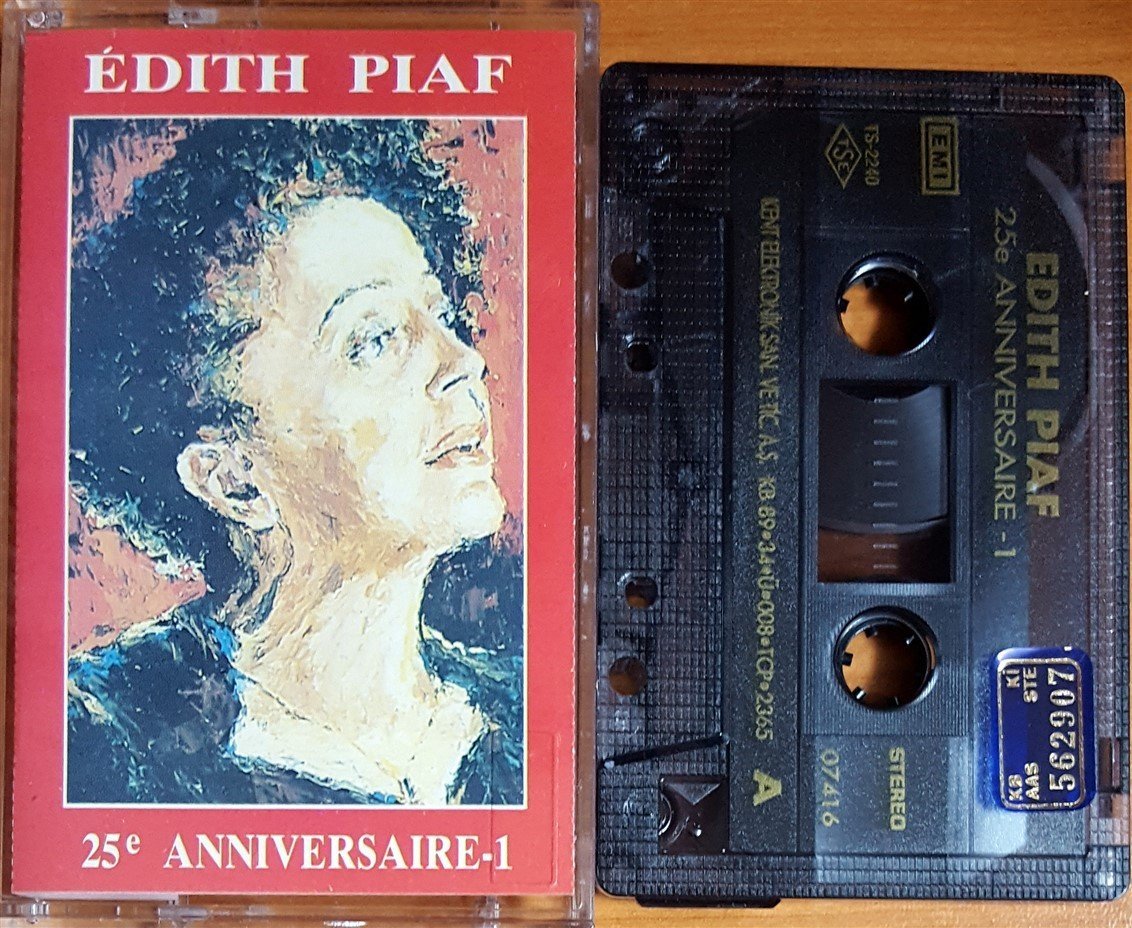 ÉDITH PIAF
25e ANNIVERSAIRE-1
EDITH PIAF
25e ANNIVERSAIRE - 1
EMI
TSE
TS-2240
STEREO
07416
KENT ELEKTRONİK SAN. VE TİC. A.Ş. KB•89•34•Ü•008•TCP•2365
A
KB Kİ
AAS STE
562907